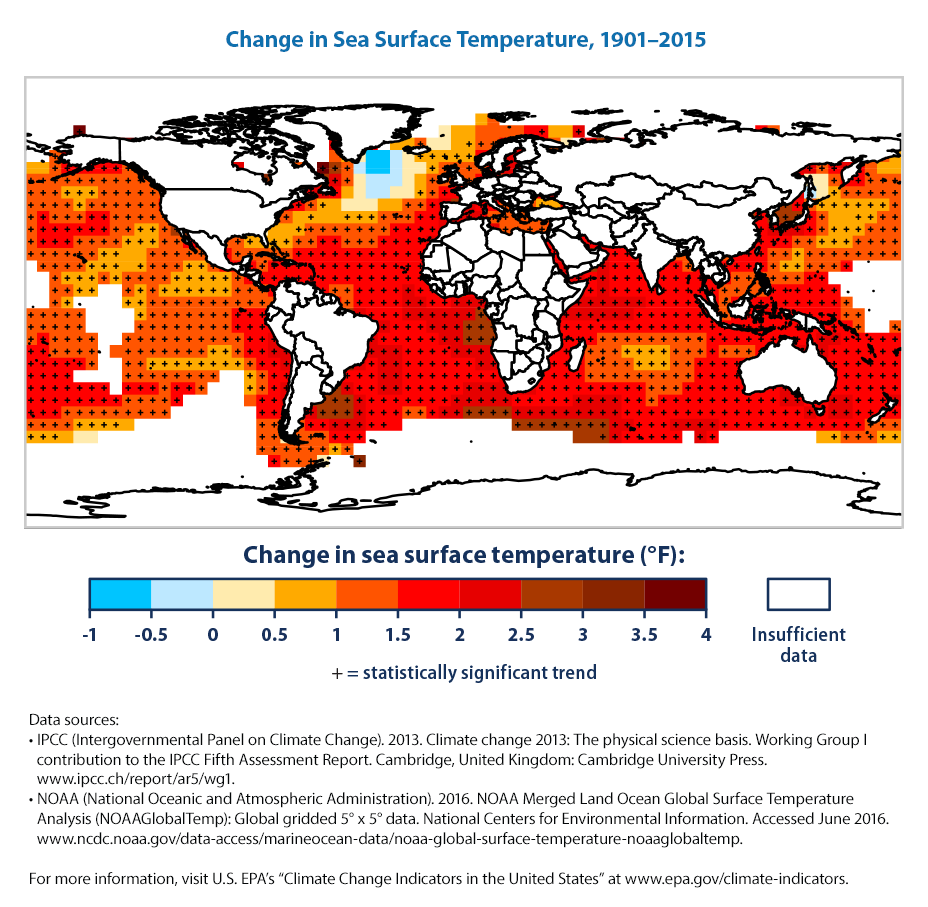 Change in Sea Surface Temperature, 1901–2015
Change in sea surface temperature (°F):
-1 -0.5 0 0.5 1 1.5 2 2.5 3 3.5 4
Insufficient
data
+ = statistically significant trend
Data sources:
• IPCC (Intergovernmental Panel on Climate Change). 2013. Climate change 2013: The physical science basis. Working Group I
contribution to the IPCC Fifth Assessment Report. Cambridge, United Kingdom: Cambridge University Press.
www.ipcc.ch/report/ar5/wg1.
• NOAA (National Oceanic and Atmospheric Administration). 2016. NOAA Merged Land Ocean Global Surface Temperature
Analysis (NOAAGlobalTemp): Global gridded 5° x 5° data. National Centers for Environmental Information. Accessed June 2016.
www.ncdc.noaa.gov/data-access/marineocean-data/noaa-global-surface-temperature-noaaglobaltemp.
For more information, visit U.S. EPA’s “Climate Change Indicators in the United States” at www.epa.gov/climate-indicators.